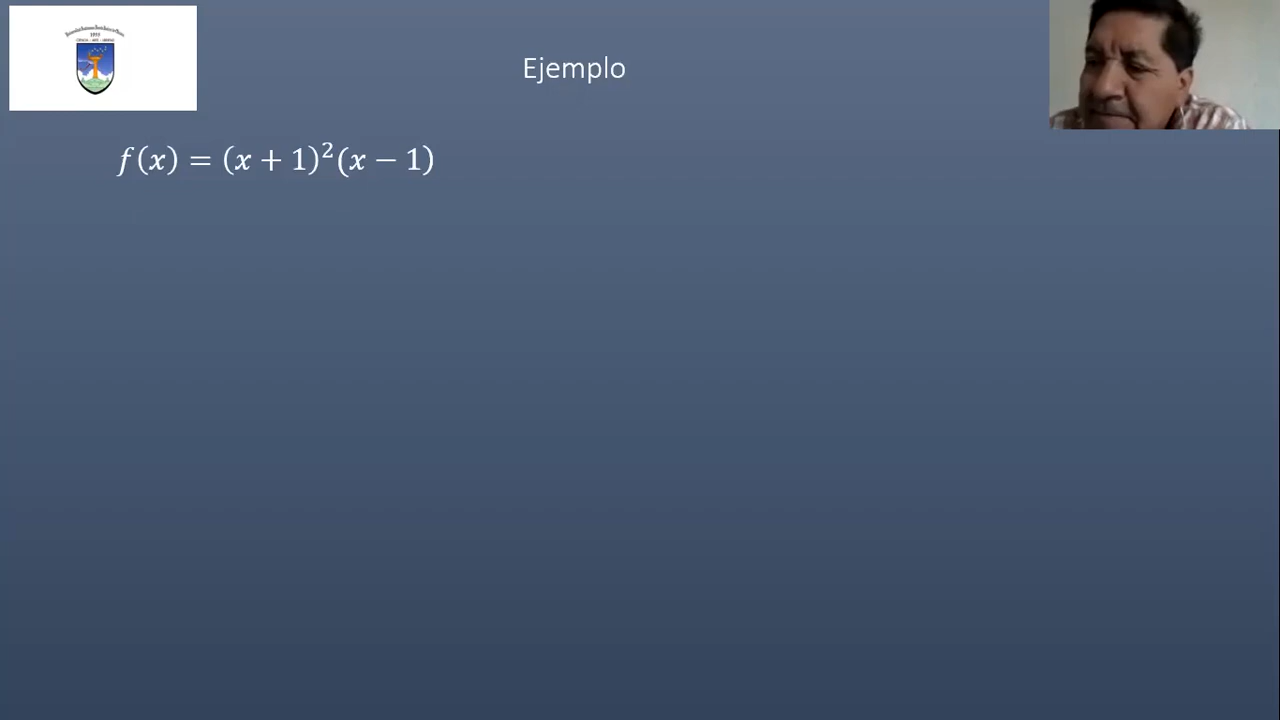 Ejemplo
f(x) = (x + 1)²(x − 1)